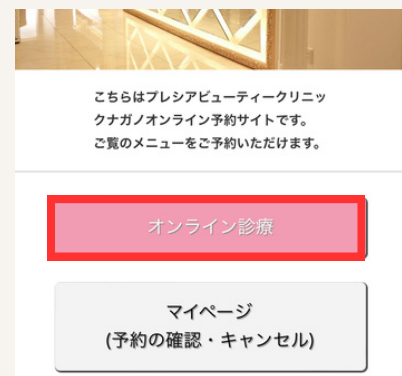 こちらはプレシアビューティークリニッ
クナガノオンライン予約サイトです。
ご覧のメニューをご予約いただけます。
オンライン診療
マイページ
(予約の確認・キャンセル)